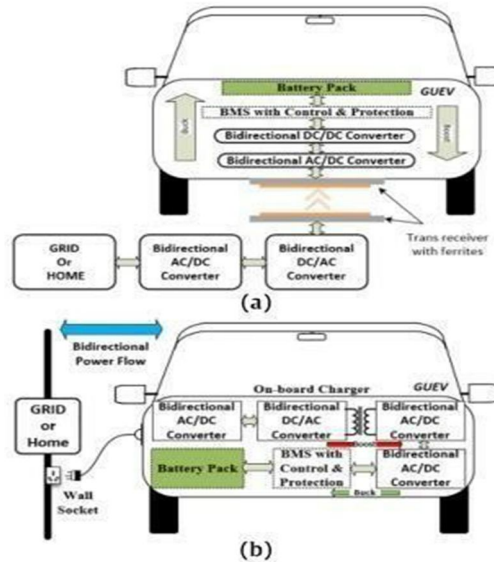 Battery Pack
GUEV
BMS with Control & Protection
Buck
Boost
Bidirectional DC/DC Converter
Bidirectional AC/DC Converter
Trans receiver
with ferrites
GRID
Or
HOME
Bidirectional
AC/DC
Converter
Bidirectional
DC/AC
Converter
(a)
Bidirectional
Power Flow
GUEV
On-board Charger
GRID
or
Home
Wall
Socket
Bidirectional
AC/DC
Converter
Bidirectional
DC/AC
Converter
Bidirectional
AC/DC
Converter
Boost
Battery Pack
BMS with
Control &
Protection
Bidirectional
AC/DC
Converter
Buck
(b)